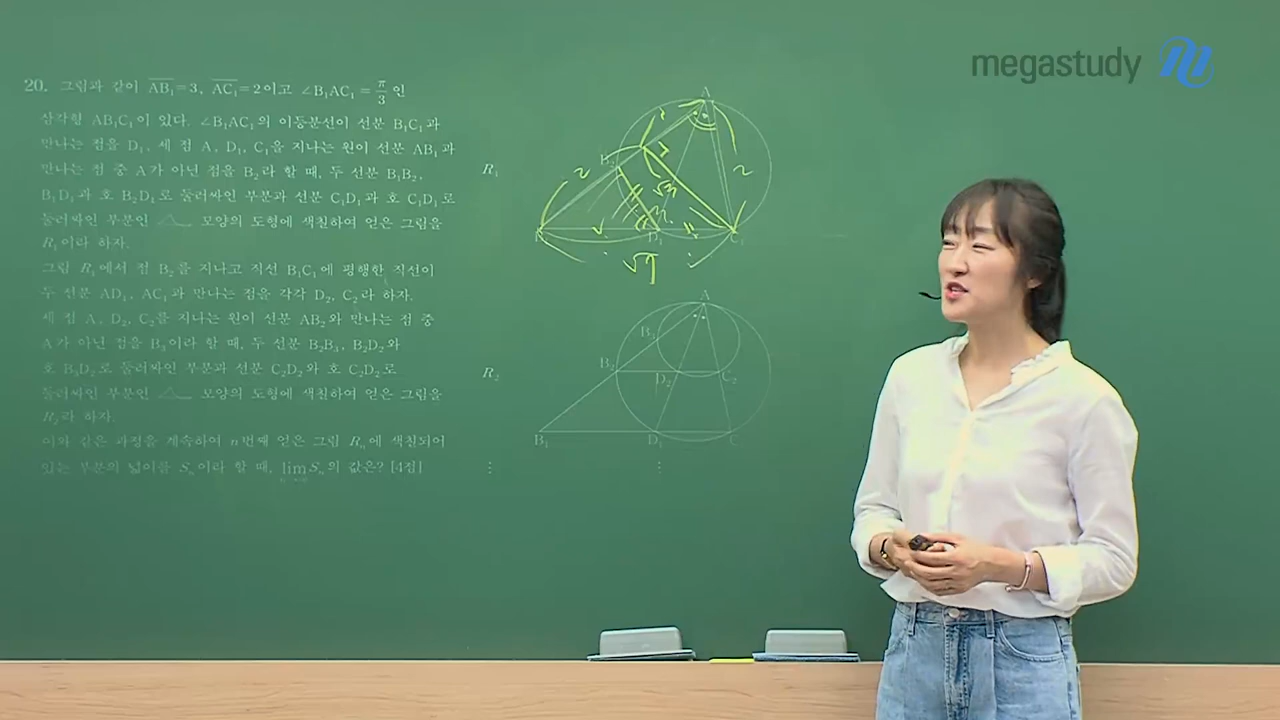 megastudy
20. 그림과 같이 AB₁=3, AC₁=2이고 ∠B₁AC₁=π/3인
삼각형 AB₁C₁이 있다. ∠B₁AC₁의 이등분선이 선분 B₁C₁과
만나는 점을 D₁, 세 점 A, D₁, C₁을 지나는 원이 선분 AB₁과
만나는 점 중 A가 아닌 점을 B₂라 할 때, 두 선분 B₁B₂,
B₁D₁과 호 B₂D₁로 둘러싸인 부분과 선분 C₁D₁과 호 C₁D₁로
둘러싸인 부분인 모양의 도형에 색칠하여 얻은 그림을
R₁이라 하자.
그림 R₁에서 점 B₂를 지나고 직선 B₁C₁에 평행한 직선이
두 선분 AD₁, AC₁과 만나는 점을 각각 D₂, C₂라 하자.
세 점 A, D₂, C₂를 지나는 원이 선분 AB₂와 만나는 점 중
A가 아닌 점을 B₃이라 할 때, 두 선분 B₂B₃, B₂D₂와
호 B₃D₂로 둘러싸인 부분과 선분 C₂D₂와 호 C₂D₂로
둘러싸인 부분인 모양의 도형에 색칠하여 얻은 그림을
R₂라 하자.
이와 같은 과정을 계속하여 n번째 얻은 그림 Rₙ에 색칠되어
있는 부분의 넓이를 Sₙ이라 할 때, lim Sₙ의 값은? [4점]
R₁
A
B₂
D₁
C₁
2
2
√7
R₂
A
B₃
B₂
D₂
C₂
B₁
D₁
C
⋮
⋮